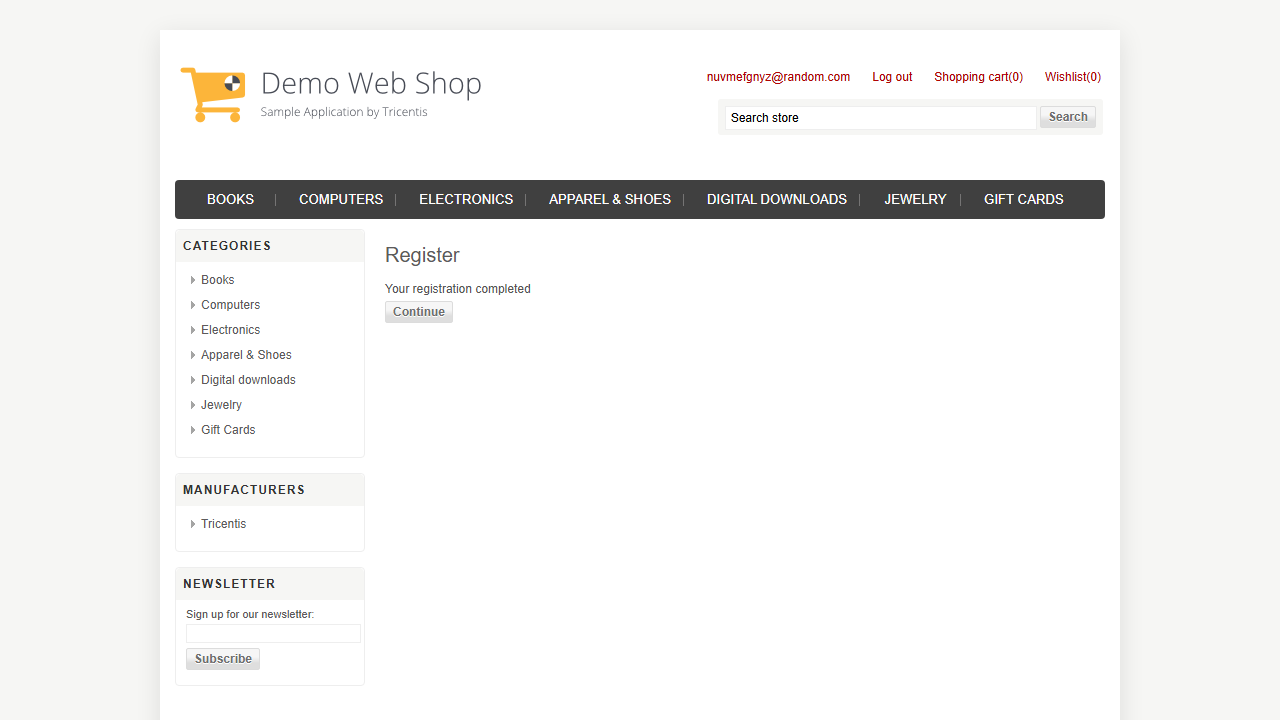 Demo Web Shop
Sample Application by Tricentis
nuvmefgnyz@random.com Log out Shopping cart(0) Wishlist(0)
Search store Search
BOOKS COMPUTERS ELECTRONICS APPAREL & SHOES DIGITAL DOWNLOADS JEWELRY GIFT CARDS
CATEGORIES
Books
Computers
Electronics
Apparel & Shoes
Digital downloads
Jewelry
Gift Cards
MANUFACTURERS
Tricentis
NEWSLETTER
Sign up for our newsletter:
Subscribe
Register
Your registration completed
Continue